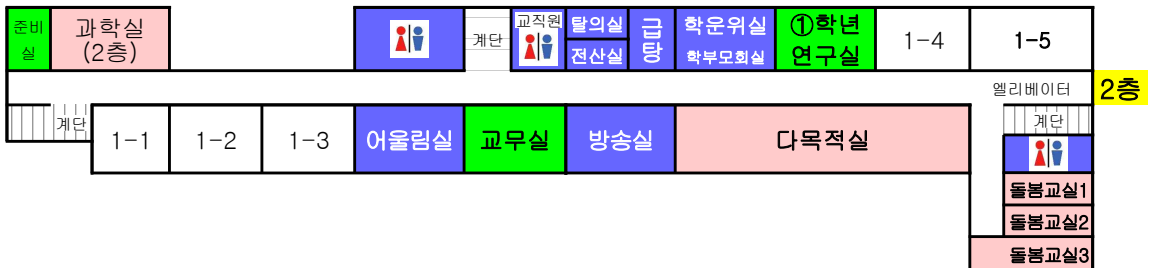 준비
실
과학실
(2층)
계단
교직원
탈의실
전산실
급
탕
학운위실
학부모회실
①학년
연구실
1-4
1-5
엘리베이터
2층
계단
1-1
1-2
1-3
어울림실
교무실
방송실
다목적실
계단
돌봄교실1
돌봄교실2
돌봄교실3